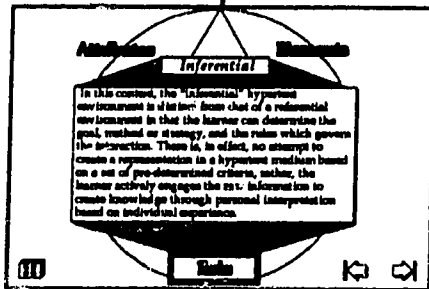 Attributes Elements
Inferential
In this context, the "Inferential" hypertext
environment is distinct from that of a referential
environment in that the learner can determine the
goal, method or strategy, and the rules which govern
the interaction. There is, in effect, no attempt to
create a representation in a hypertext medium based
on a set of pre-determined criteria, rather, the
learner actively engages the information to
create knowledge through personal interpretation
based on individual experience.